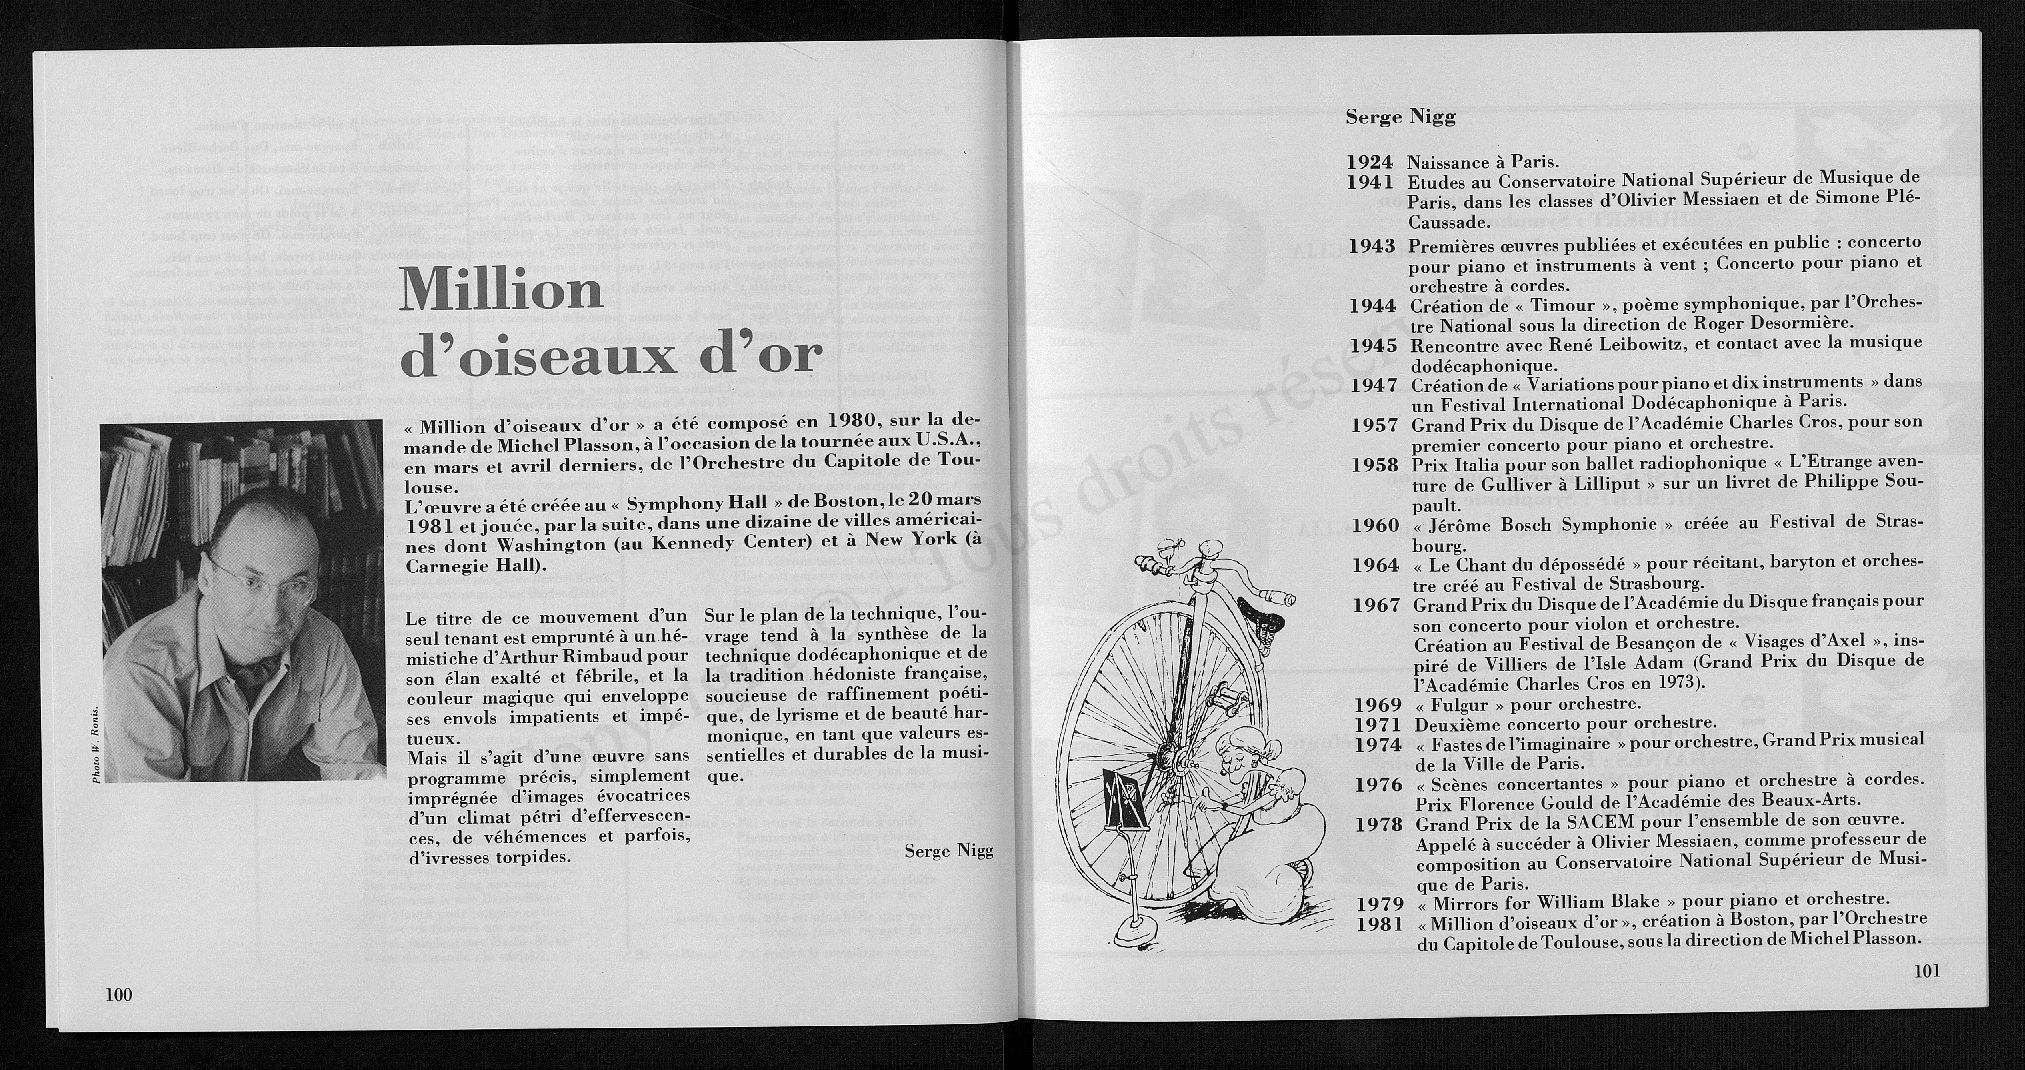 Million
d'oiseaux d'or
« Million d'oiseaux d'or » a été composé en 1980, sur la de-
mande de Michel Plasson, à l'occasion de la tournée aux U.S.A.,
en mars et avril derniers, de l'Orchestre du Capitole de Tou-
louse.
L'œuvre a été créée au « Symphony Hall » de Boston, le 20 mars
1981 et jouée, par la suite, dans une dizaine de villes américai-
nes dont Washington (au Kennedy Center) et à New York (à
Carnegie Hall).
Le titre de ce mouvement d'un
seul tenant est emprunté à un hé-
mistiche d'Arthur Rimbaud pour
son élan exalté et fébrile, et la
couleur magique qui enveloppe
ses envols impatients et impé-
tueux.
Mais il s'agit d'une œuvre sans
programme précis, simplement
imprégnée d'images évocatrices
d'un climat pétri d'effervescen-
ces, de véhémences et parfois,
d'ivresses torpides.
Sur le plan de la technique, l'ou-
vrage tend à la synthèse de la
technique dodécaphonique et de
la tradition hédoniste française,
soucieuse de raffinement poéti-
que, de lyrisme et de beauté har-
monique, en tant que valeurs es-
sentielles et durables de la musi-
que.
Serge Nigg
Photo W. Ronis.
100
Serge Nigg
1924 Naissance à Paris.
1941 Etudes au Conservatoire National Supérieur de Musique de
Paris, dans les classes d'Olivier Messiaen et de Simone Plé-
Caussade.
1943 Premières œuvres publiées et exécutées en public : concerto
pour piano et instruments à vent ; Concerto pour piano et
orchestre à cordes.
1944 Création de « Timour », poème symphonique, par l'Orches-
tre National sous la direction de Roger Desormière.
1945 Rencontre avec René Leibowitz, et contact avec la musique
dodécaphonique.
1947 Création de « Variations pour piano et dix instruments » dans
un Festival International Dodécaphonique à Paris.
1957 Grand Prix du Disque de l'Académie Charles Cros, pour son
premier concerto pour piano et orchestre.
1958 Prix Italia pour son ballet radiophonique « L'Etrange aven-
ture de Gulliver à Lilliput » sur un livret de Philippe Sou-
pault.
1960 « Jérôme Bosch Symphonie » créée au Festival de Stras-
bourg.
1964 « Le Chant du dépossédé » pour récitant, baryton et orches-
tre créé au Festival de Strasbourg.
1967 Grand Prix du Disque de l'Académie du Disque français pour
son concerto pour violon et orchestre.
Création au Festival de Besançon de « Visages d'Axel », ins-
piré de Villiers de l'Isle Adam (Grand Prix du Disque de
l'Académie Charles Cros en 1973).
1969 « Fulgur » pour orchestre.
1971 Deuxième concerto pour orchestre.
1974 « Fastes de l'imaginaire » pour orchestre, Grand Prix musical
de la Ville de Paris.
1976 « Scènes concertantes » pour piano et orchestre à cordes.
Prix Florence Gould de l'Académie des Beaux-Arts.
1978 Grand Prix de la SACEM pour l'ensemble de son œuvre.
Appelé à succéder à Olivier Messiaen, comme professeur de
composition au Conservatoire National Supérieur de Musi-
que de Paris.
1979 « Mirrors for William Blake » pour piano et orchestre.
1981 « Million d'oiseaux d'or », création à Boston, par l'Orchestre
du Capitole de Toulouse, sous la direction de Michel Plasson.
101